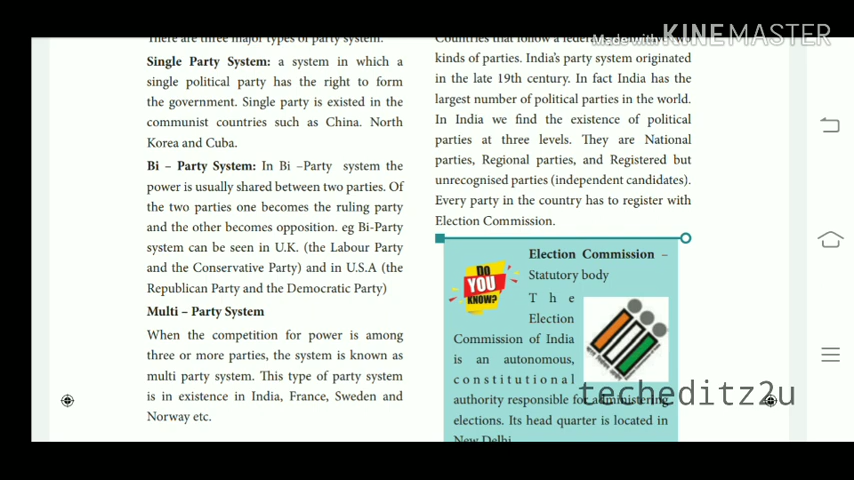 There are three major types of party system.
Single Party System: a system in which a
single political party has the right to form
the government. Single party is existed in the
communist countries such as China. North
Korea and Cuba.
Bi – Party System: In Bi –Party system the
power is usually shared between two parties. Of
the two parties one becomes the ruling party
and the other becomes opposition. eg Bi-Party
system can be seen in U.K. (the Labour Party
and the Conservative Party) and in U.S.A (the
Republican Party and the Democratic Party)
Multi – Party System
When the competition for power is among
three or more parties, the system is known as
multi party system. This type of party system
is in existence in India, France, Sweden and
Norway etc.
Countries that follow a federal
kinds of parties. India's party system originated
in the late 19th century. In fact India has the
largest number of political parties in the world.
In India we find the existence of political
parties at three levels. They are National
parties, Regional parties, and Registered but
unrecognised parties (independent candidates).
Every party in the country has to register with
Election Commission.
DO
YOU
KNOW?
Election Commission –
Statutory body
The
Election
Commission of India
is an autonomous,
constitutional
authority responsible for administering
elections. Its head quarter is located in
New Delhi
Made with KINEMASTER
techeditz2u